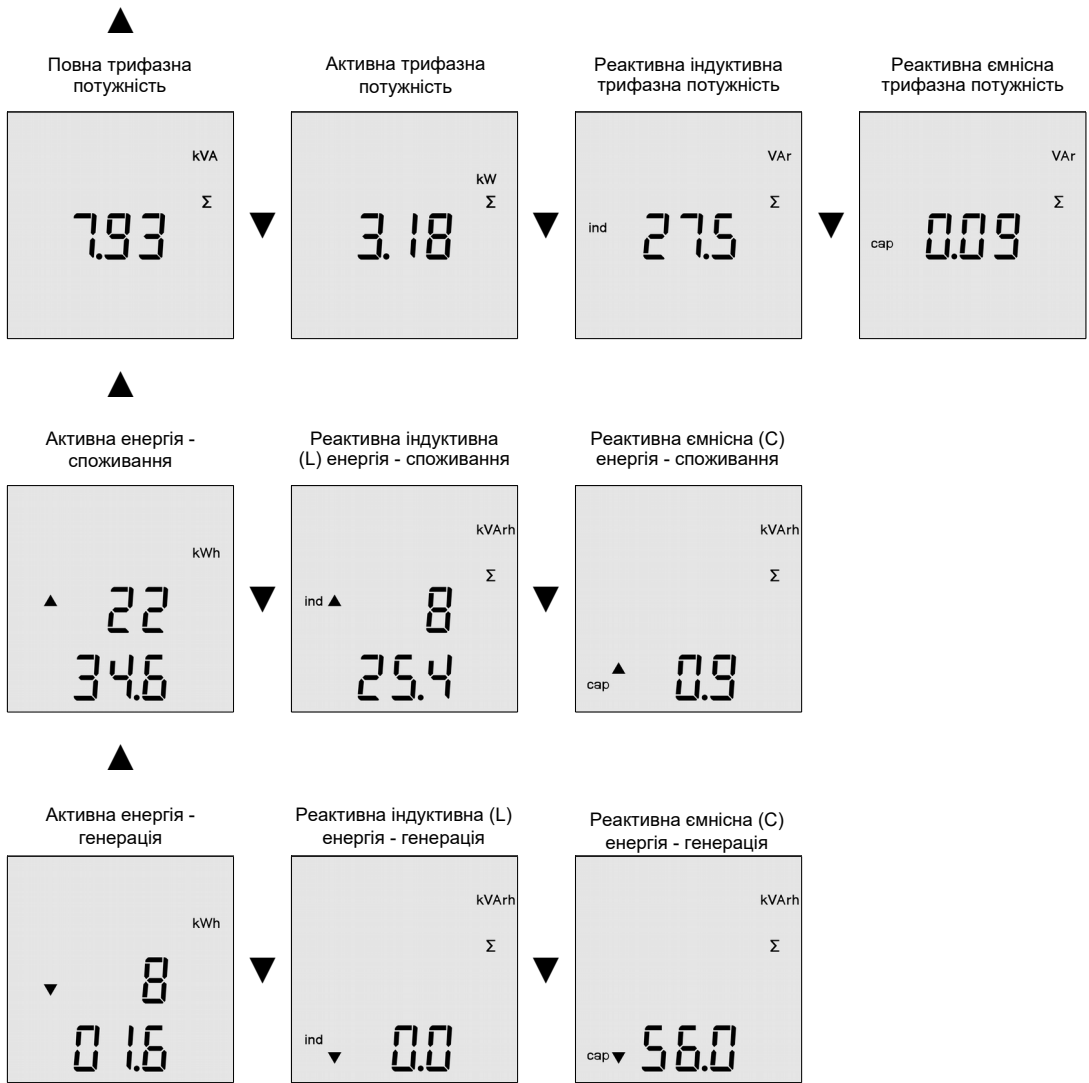 Повна трифазна
потужність
kVA
Σ
7.93
Активна трифазна
потужність
kW
Σ
3.18
Реактивна індуктивна
трифазна потужність
VAr
Σ
ind 27.5
Реактивна ємнісна
трифазна потужність
VAr
Σ
cap 0.09
Активна енергія -
споживання
kWh
▲ 22
34.6
Реактивна індуктивна
(L) енергія - споживання
kVArh
Σ
ind ▲ 8
25.4
Реактивна ємнісна (C)
енергія - споживання
kVArh
Σ
cap ▲ 0.9
Активна енергія -
генерація
kWh
▼ 8
01.6
Реактивна індуктивна (L)
енергія - генерація
kVArh
Σ
ind ▼ 0.0
Реактивна ємнісна (C)
енергія - генерація
kVArh
Σ
cap ▼ 56.0